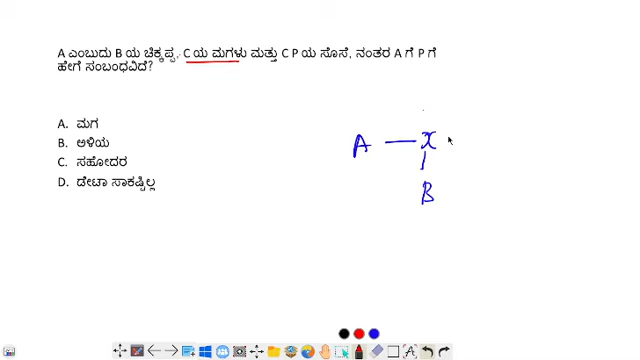 A ಎಂಬುದು B ಯ ಚಿಕ್ಕಪ್ಪ, C ಯ ಮಗಳು ಮತ್ತು C P ಯ ಸೊಸೆ, ನಂತರ A ಗೆ P ಗೆ
ಹೇಗೆ ಸಂಬಂಧವಿದೆ?
A. ಮಗ
B. ಅಳಿಯ
C. ಸಹೋದರ
D. ಡೇಟಾ ಸಾಕಷ್ಟಿಲ್ಲ
A — x
B